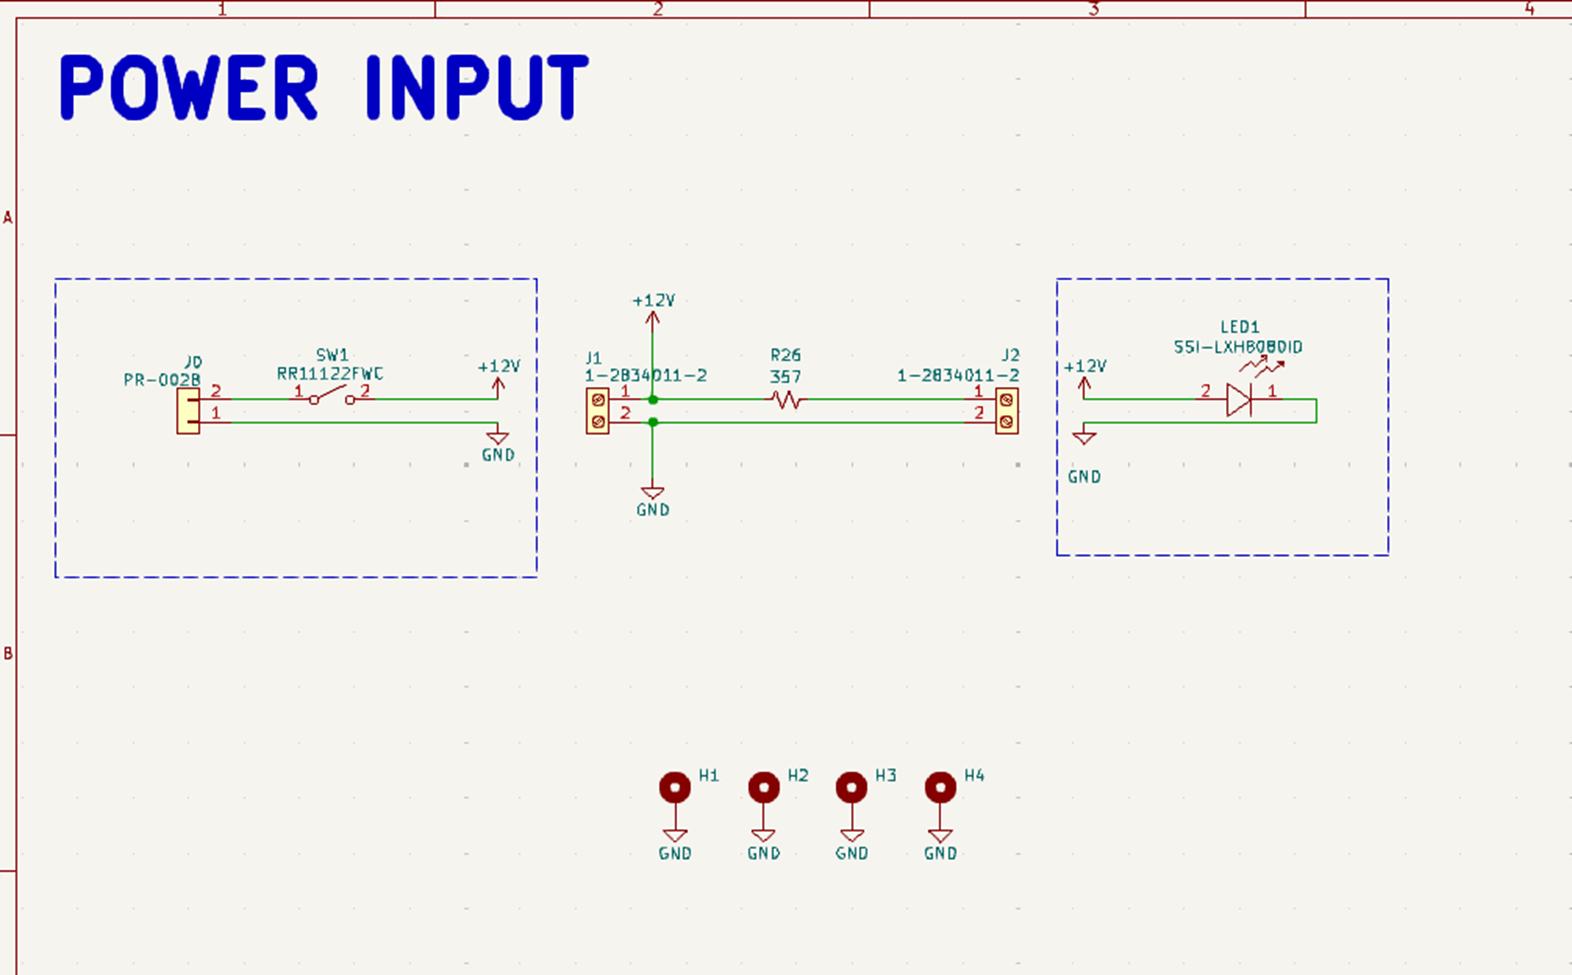 1 2 3 4
POWER INPUT
A
+12V
LED1
SSI-LXH8080ID
J0
PR-002B
SW1
RR11122FWC
+12V
J1
1-2834011-2
R26
357
J2
1-2834011-2
+12V
2 1 2 1 1 2 1
1 2 2
GND
GND
GND
B
H1 H2 H3 H4
GND GND GND GND